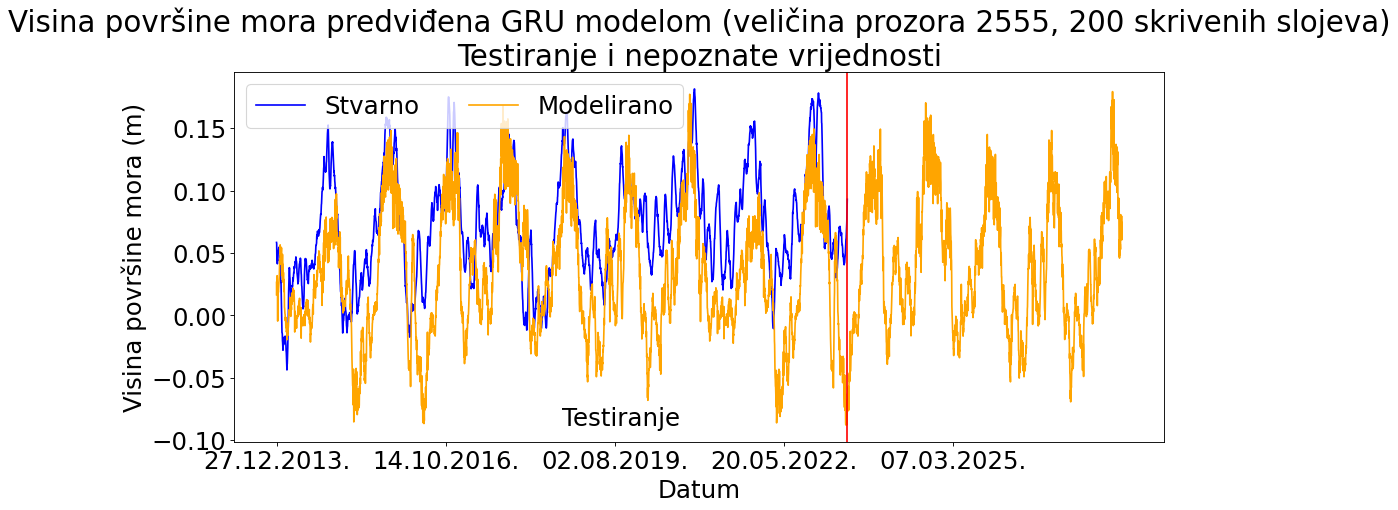 Visina površine mora predviđena GRU modelom (veličina prozora 2555, 200 skrivenih slojeva)
Testiranje i nepoznate vrijednosti
Stvarno Modelirano
Visina površine mora (m)
0.15
0.10
0.05
0.00
−0.05
−0.10
Testiranje
27.12.2013. 14.10.2016. 02.08.2019. 20.05.2022. 07.03.2025.
Datum